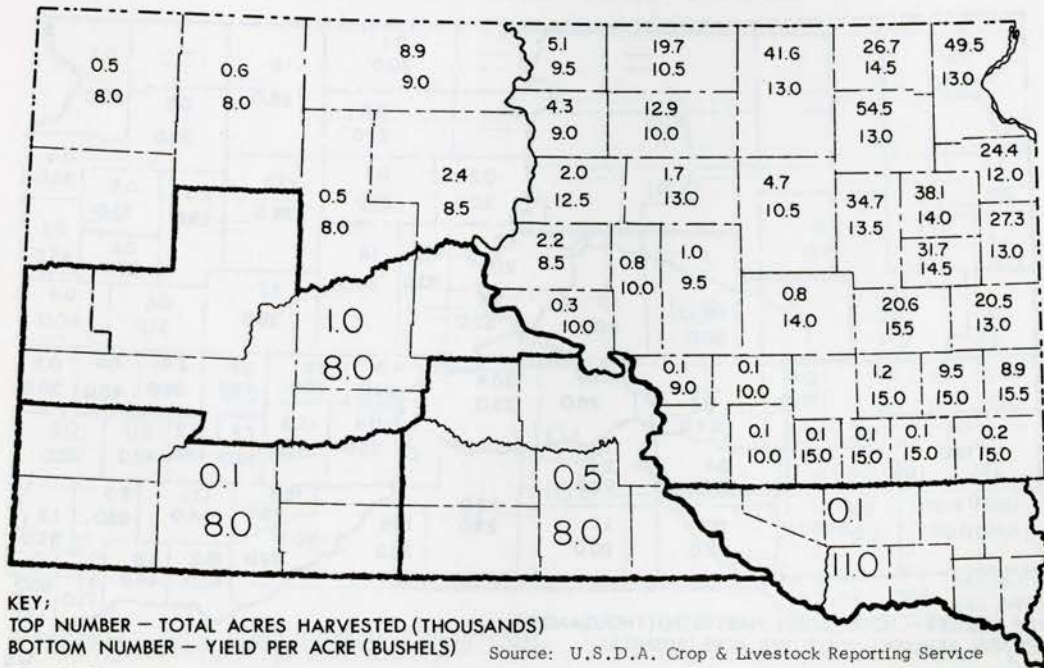 8.9 5.1 19.7 41.6 26.7 49.5
0.5 0.6 9.0 9.5 10.5 14.5
8.0 8.0 13.0 13.0
4.3 12.9 54.5
9.0 10.0 13.0
24.4
2.4 2.0 1.7 4.7 12.0
0.5 8.5 12.5 13.0 10.5 34.7 38.1
8.0 13.5 14.0 27.3
2.2 0.8 1.0 31.7 13.0
8.5 10.0 9.5 14.5
0.3 0.8 20.6 20.5
1.0 10.0 14.0 15.5 13.0
8.0 0.1 0.1 1.2 9.5 8.9
9.0 10.0 15.0 15.0 15.5
0.1 0.1 0.1 0.1 0.2
10.0 15.0 15.0 15.0 15.0
0.1 0.5 0.1
8.0 8.0 11.0
KEY;
TOP NUMBER – TOTAL ACRES HARVESTED (THOUSANDS)
BOTTOM NUMBER – YIELD PER ACRE (BUSHELS) Source: U.S.D.A. Crop & Livestock Reporting Service